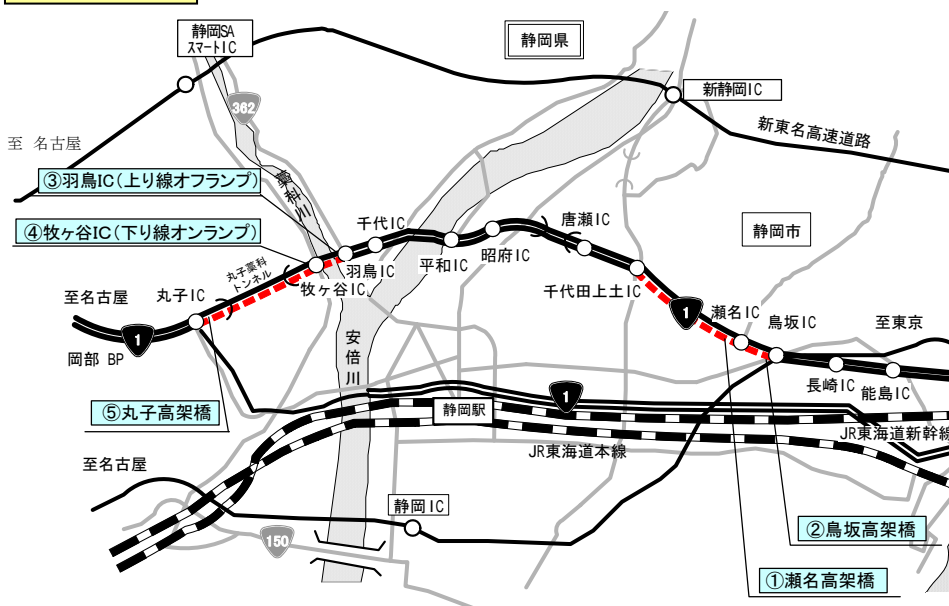 静岡SA
スマートIC
静岡県
362
新静岡IC
至 名古屋
新東名高速道路
③羽鳥IC(上り線オフランプ)
藁科川
千代IC
唐瀬IC
④牧ヶ谷IC(下り線オンランプ)
静岡市
羽鳥IC
平和IC
昭府IC
丸子藁科
トンネル
牧ヶ谷IC
千代田上土IC
至名古屋
丸子IC
瀬名IC
1
鳥坂IC
至東京
1
岡部 BP
安倍川
長崎IC
能島IC
1
⑤丸子高架橋
静岡駅
JR東海道新幹線
JR東海道本線
至名古屋
静岡IC
②鳥坂高架橋
150
①瀬名高架橋